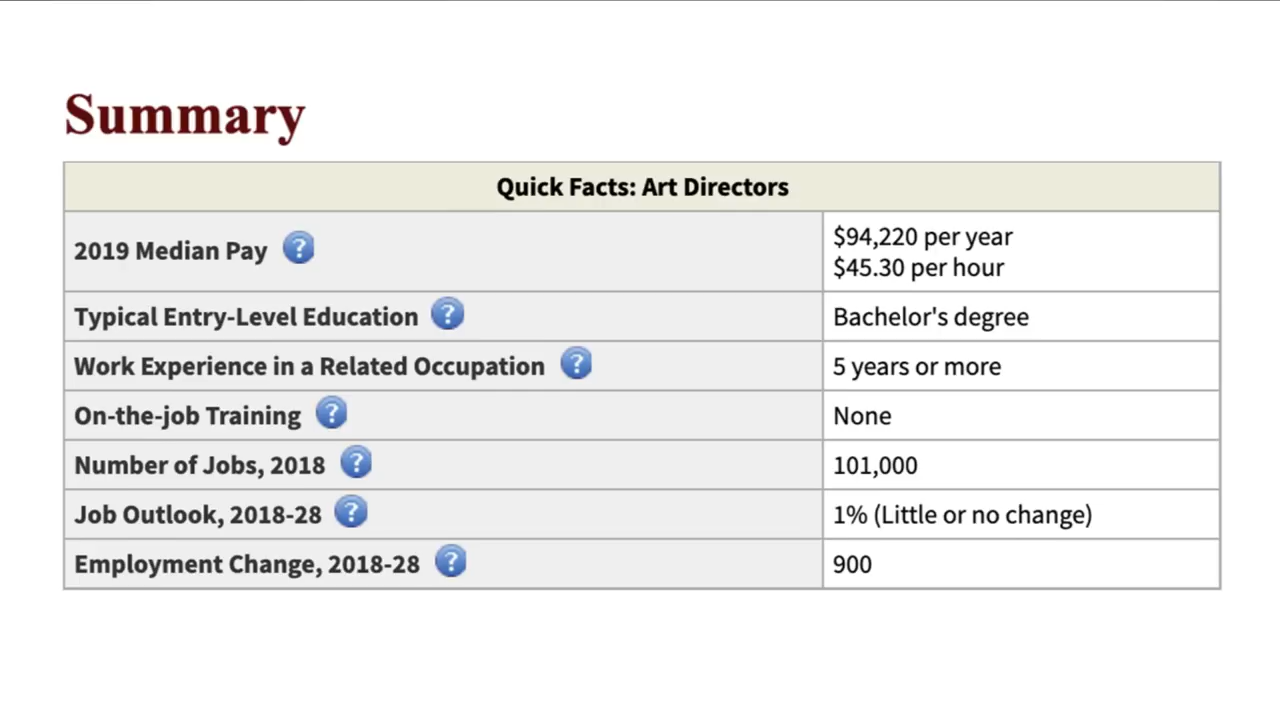 Summary
Quick Facts: Art Directors
2019 Median Pay ?
$94,220 per year
$45.30 per hour
Typical Entry-Level Education ?
Bachelor's degree
Work Experience in a Related Occupation ?
5 years or more
On-the-job Training ?
None
Number of Jobs, 2018 ?
101,000
Job Outlook, 2018-28 ?
1% (Little or no change)
Employment Change, 2018-28 ?
900